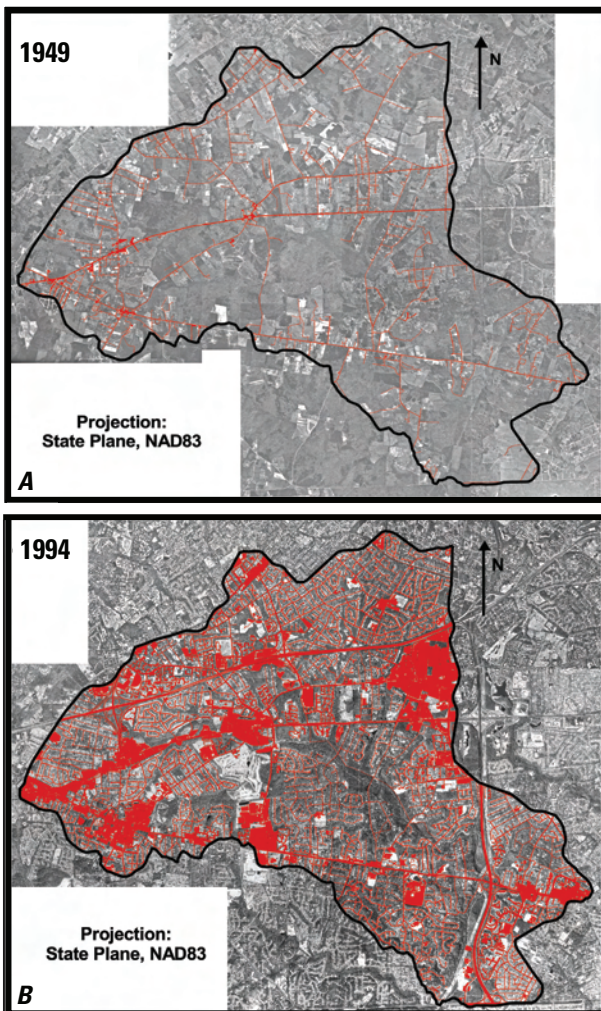 1949
N
Projection:
State Plane, NAD83
A
1994
N
Projection:
State Plane, NAD83
B